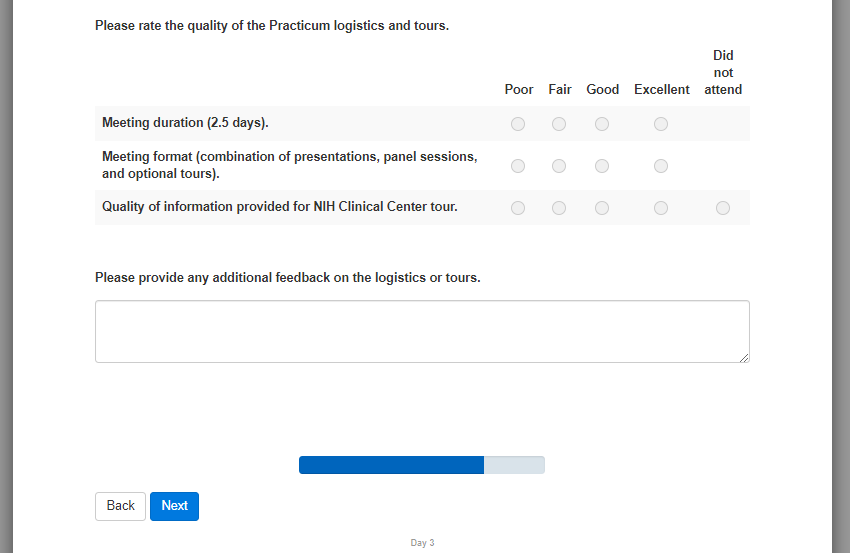 Please rate the quality of the Practicum logistics and tours.
Poor Fair Good Excellent Did not attend
Meeting duration (2.5 days).
Meeting format (combination of presentations, panel sessions,
and optional tours).
Quality of information provided for NIH Clinical Center tour.
Please provide any additional feedback on the logistics or tours.
Back Next
Day 3